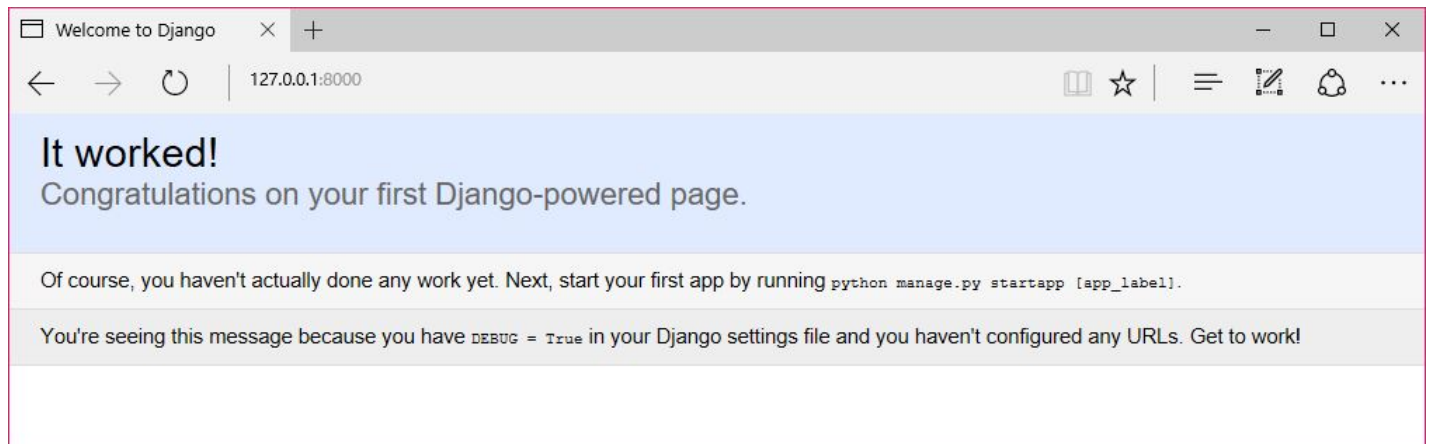 Welcome to Django
127.0.0.1:8000
It worked!
Congratulations on your first Django-powered page.
Of course, you haven't actually done any work yet. Next, start your first app by running python manage.py startapp [app_label].
You're seeing this message because you have DEBUG = True in your Django settings file and you haven't configured any URLs. Get to work!